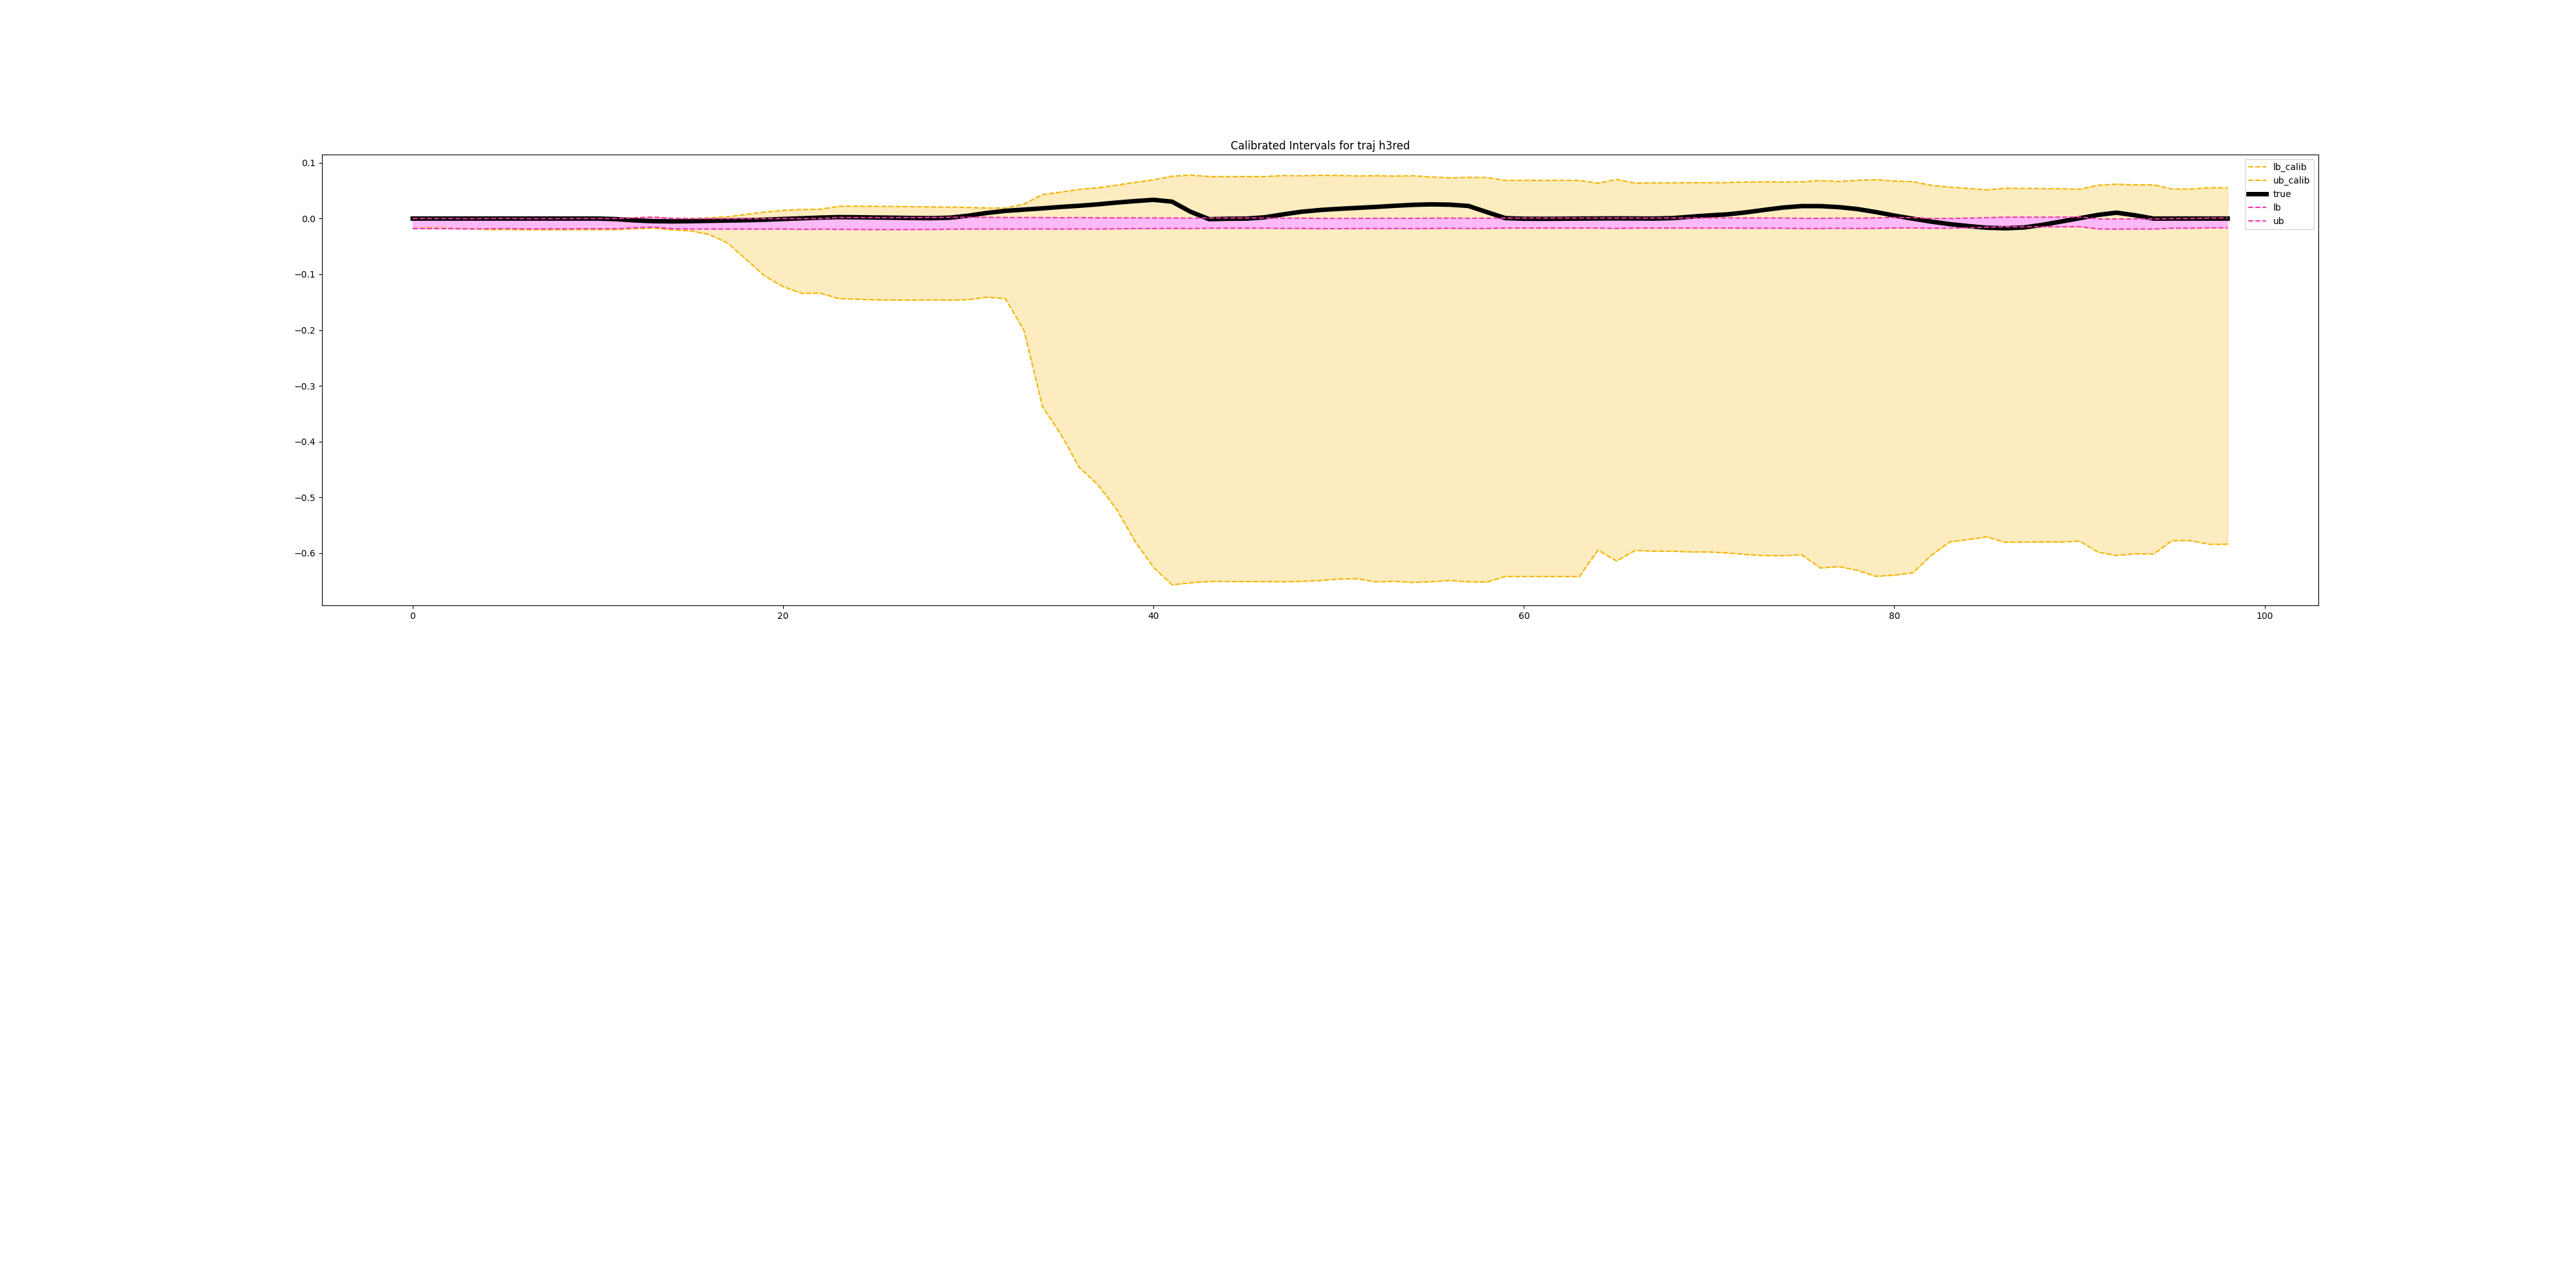 Calibrated Intervals for traj h3red
0.1
0.0
−0.1
−0.2
−0.3
−0.4
−0.5
−0.6
0 20 40 60 80 100
lb_calib
ub_calib
true
lb
ub